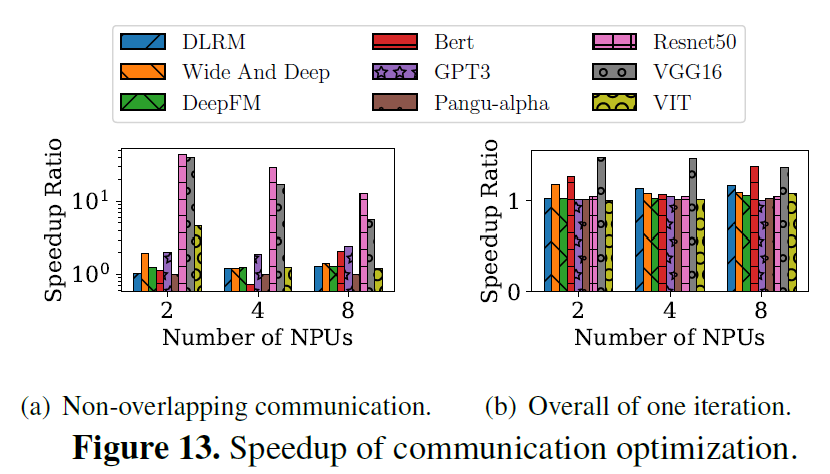 DLRM Bert Resnet50
Wide And Deep GPT3 VGG16
DeepFM Pangu-alpha VIT
Speedup Ratio
10¹
10⁰
2 4 8
Number of NPUs
Speedup Ratio
1
0
2 4 8
Number of NPUs
(a) Non-overlapping communication.
(b) Overall of one iteration.
Figure 13. Speedup of communication optimization.